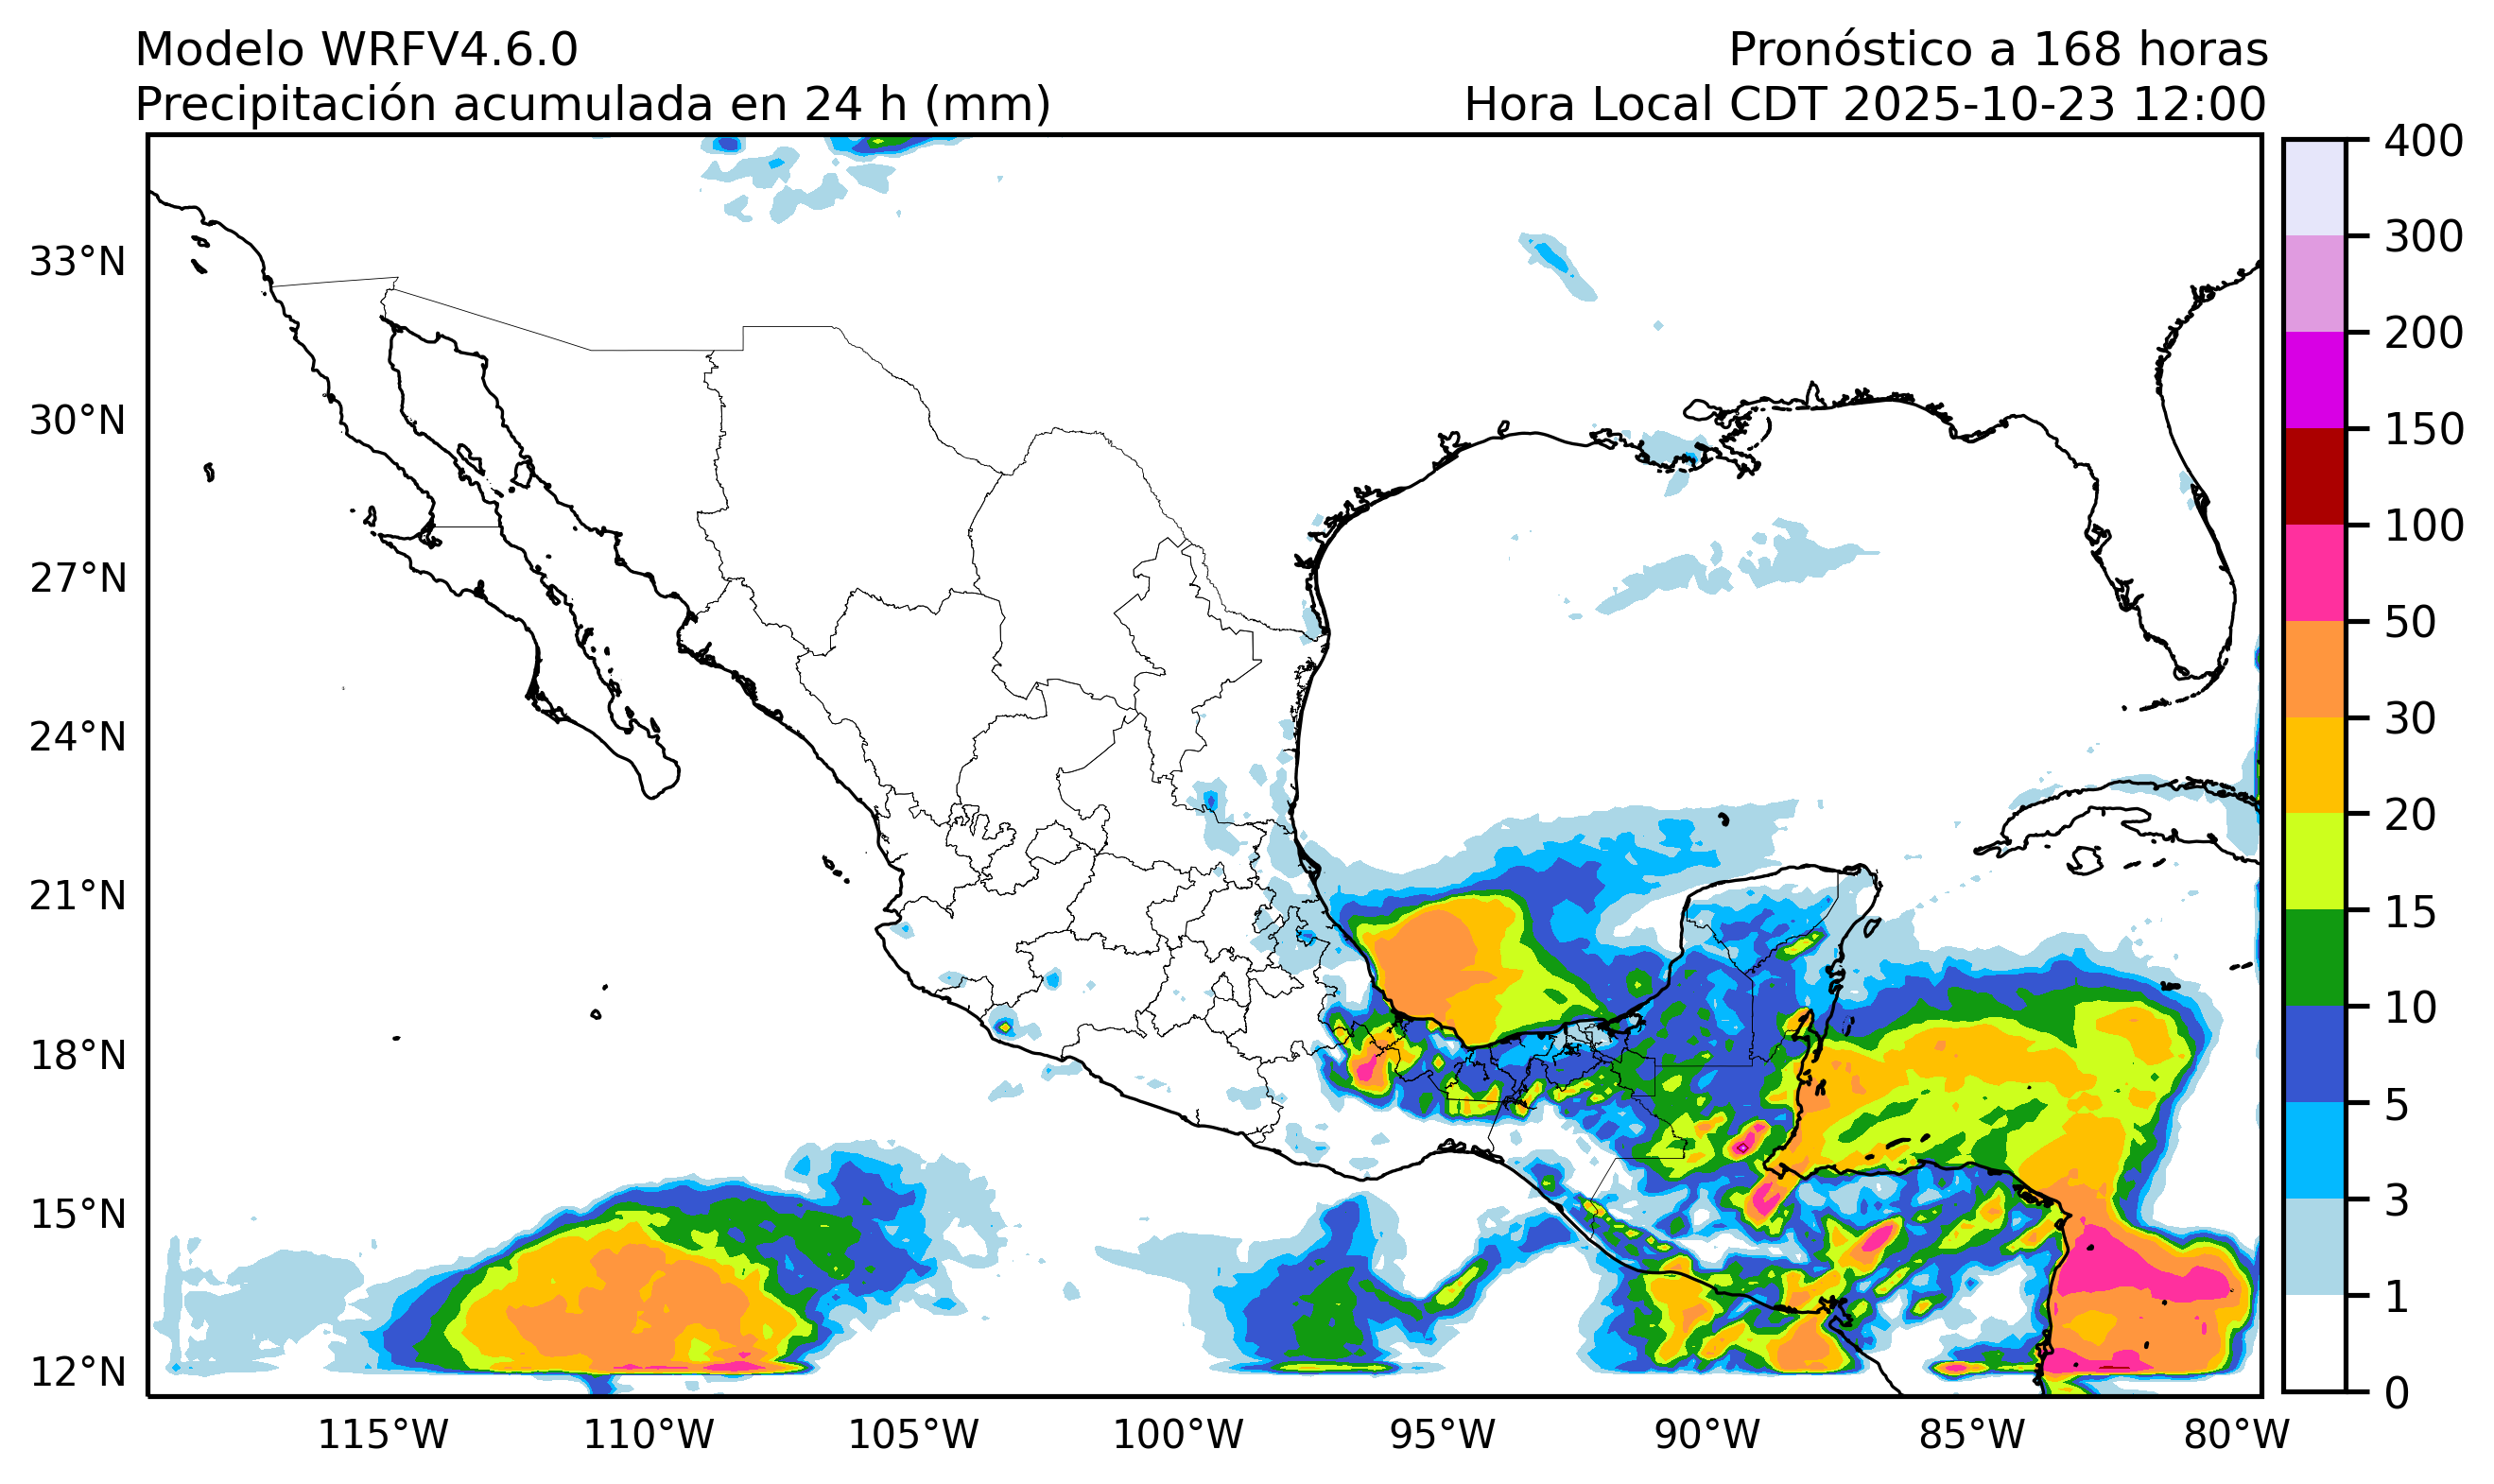 Modelo WRFV4.6.0
Pronóstico a 168 horas
Precipitación acumulada en 24 h (mm)
Hora Local CDT 2025-10-23 12:00
33°N
30°N
27°N
24°N
21°N
18°N
15°N
12°N
115°W
110°W
105°W
100°W
95°W
90°W
85°W
80°W
400
300
200
150
100
50
30
20
15
10
5
3
1
0